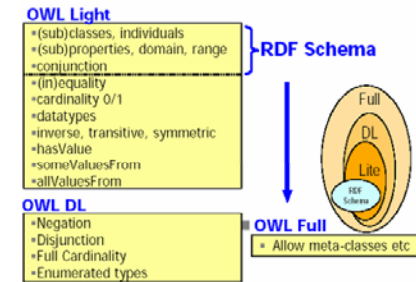 OWL Light
(sub)classes, individuals
(sub)properties, domain, range
conjunction
RDF Schema
(in)equality
cardinality 0/1
datatypes
inverse, transitive, symmetric
hasValue
someValuesFrom
allValuesFrom
Full
DL
Lite
RDF
Schema
OWL DL
Negation
Disjunction
Full Cardinality
Enumerated types
OWL Full
Allow meta-classes etc